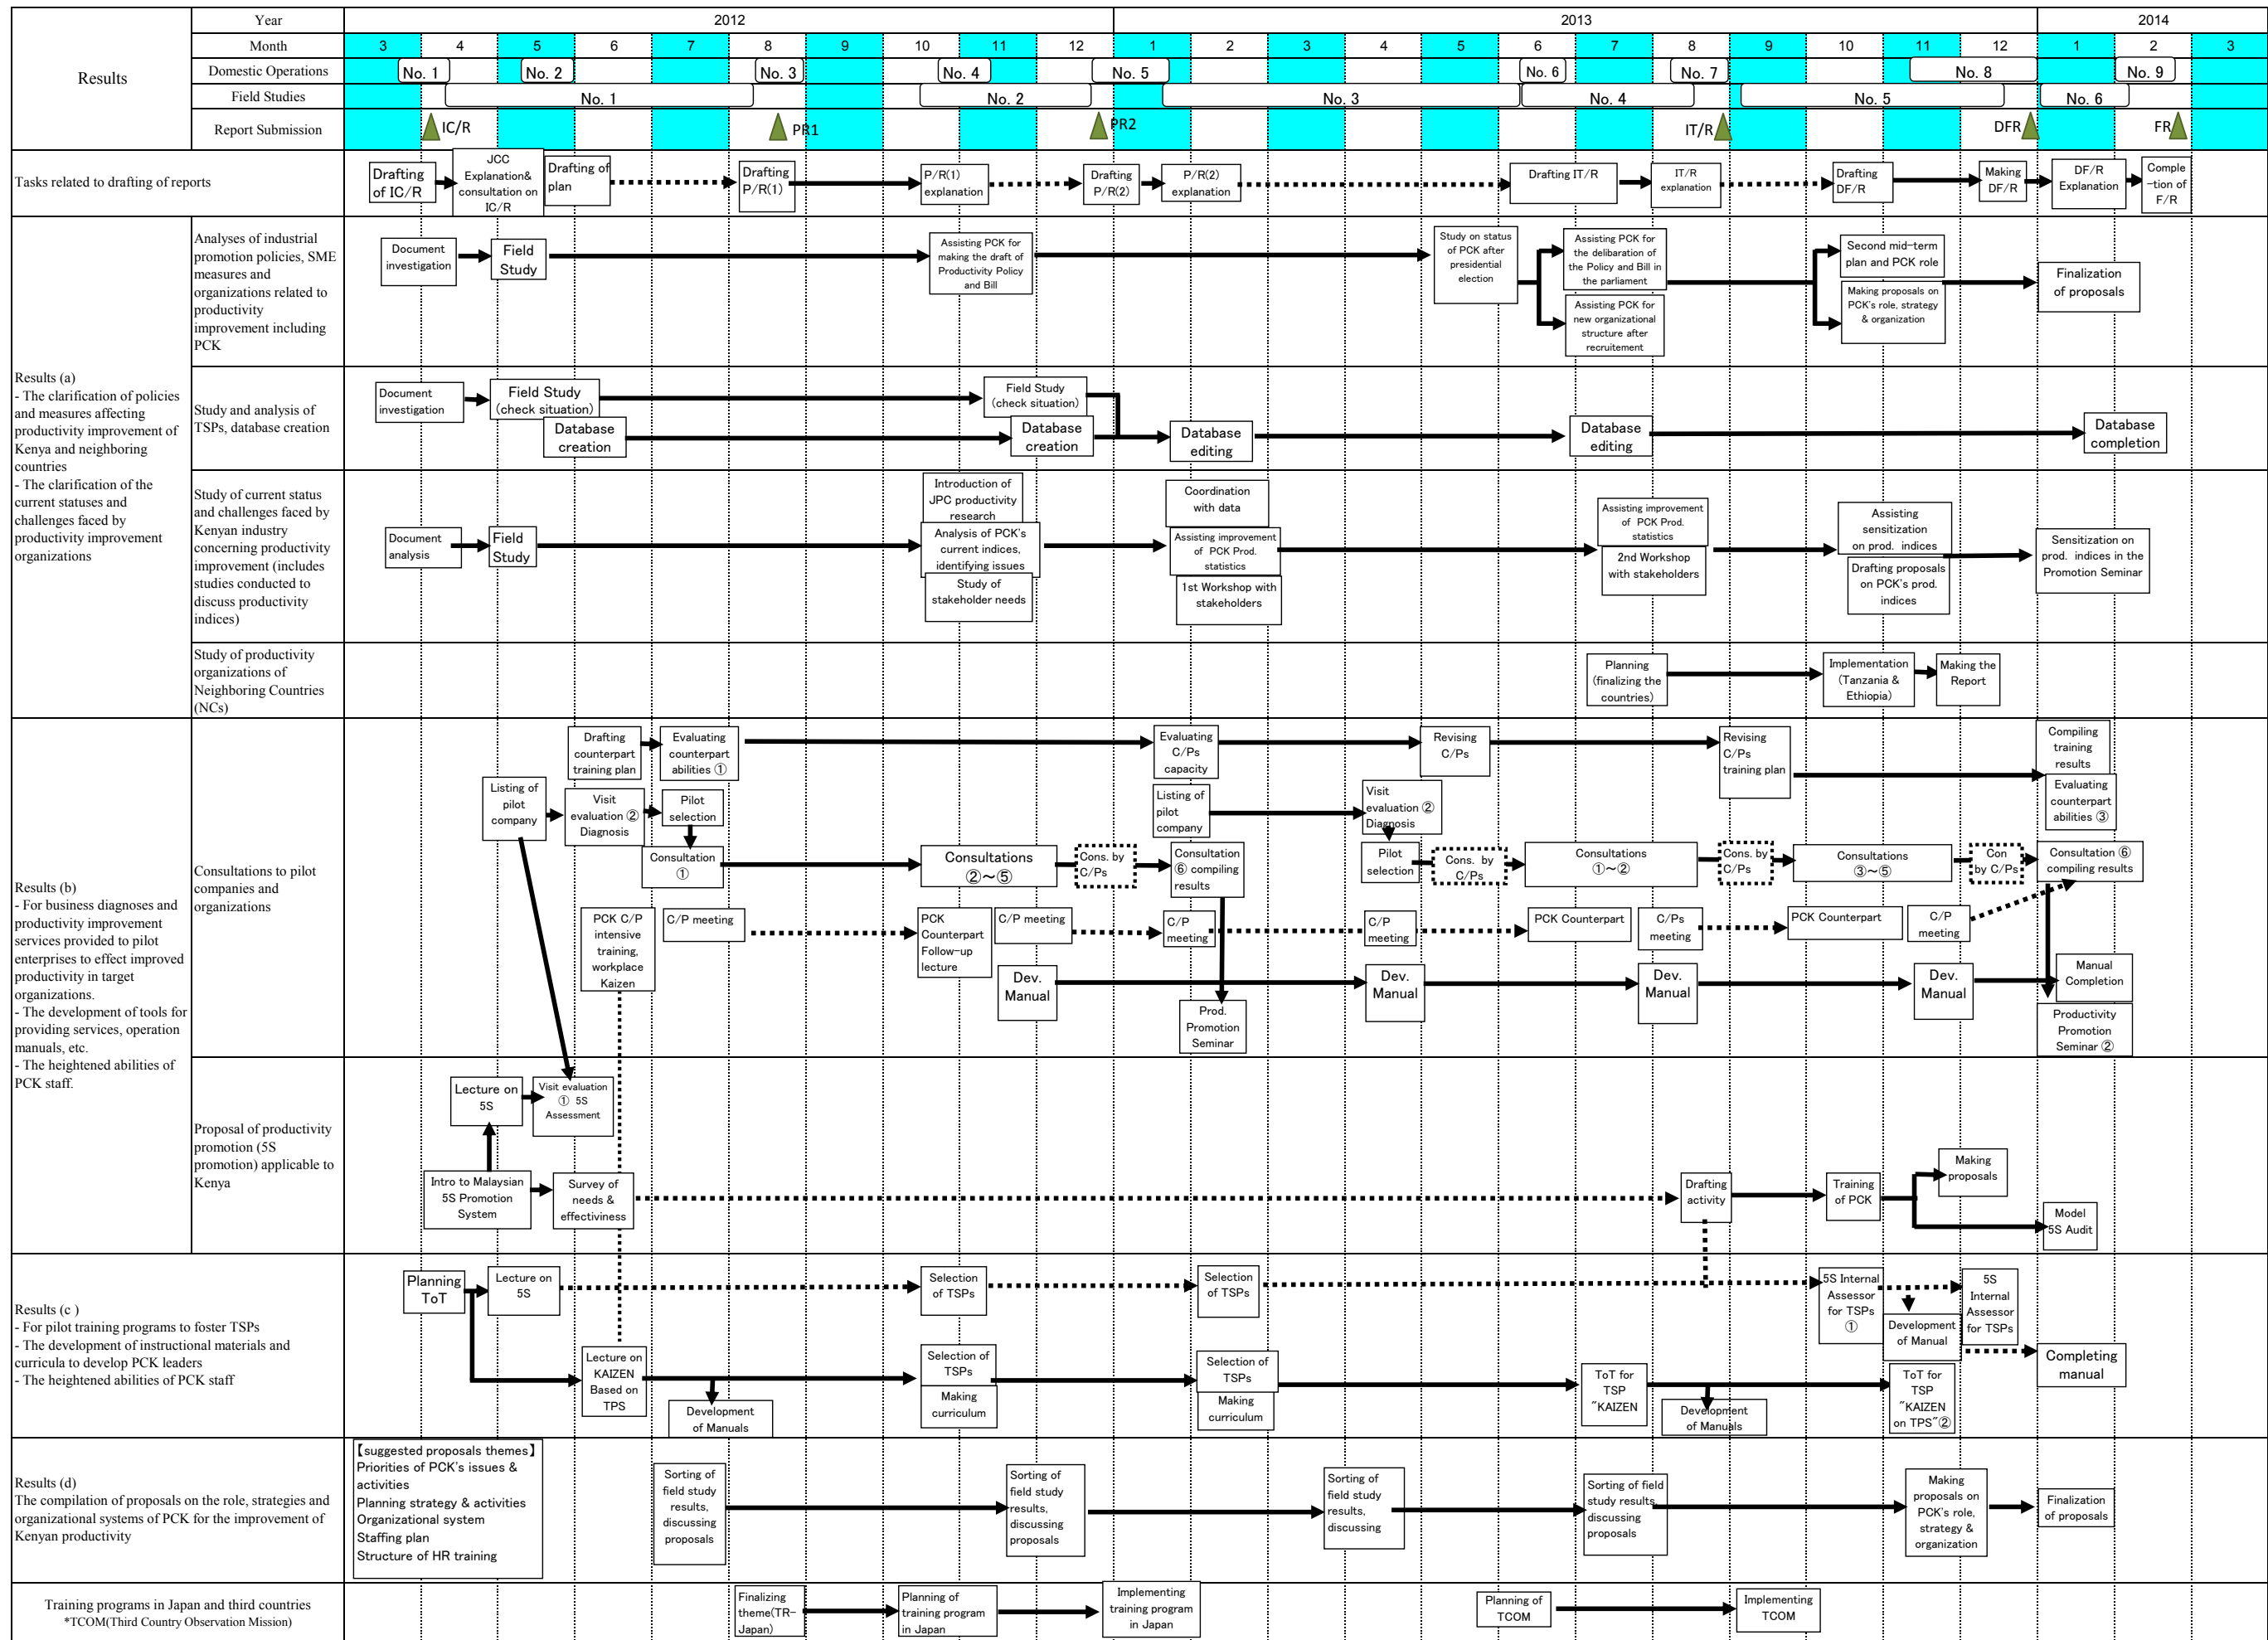 Results
Year
2012
2013
2014
Month
3 4 5 6 7 8 9 10 11 12 1 2 3 4 5 6 7 8 9 10 11 12 1 2 3
Domestic Operations
No. 1
No. 2
No. 3
No. 4
No. 5
No. 6
No. 7
No. 8
No. 9
Field Studies
No. 1
No. 2
No. 3
No. 4
No. 5
No. 6
Report Submission
IC/R
PR1
PR2
IT/R
DFR
FR
Tasks related to drafting of reports
Drafting
of IC/R
JCC
Explanation&
consultation on
IC/R
Drafting of
plan
Drafting
P/R(1)
P/R(1)
explanation
Drafting
P/R(2)
P/R(2)
explanation
Drafting IT/R
IT/R
explanation
Drafting
DF/R
Making
DF/R
DF/R
Explanation
Comple
-tion of
F/R
Results (a)
- The clarification of policies
and measures affecting
productivity improvement of
Kenya and neighboring
countries
- The clarification of the
current statuses and
challenges faced by
productivity improvement
organizations
Analyses of industrial
promotion policies, SME
measures and
organizations related to
productivity
improvement including
PCK
Document
investigation
Field
Study
Assisting PCK for
making the draft of
Productivity Policy
and Bill
Study on status
of PCK after
presidential
election
Assisting PCK for
the delibaration of
the Policy and Bill in
the parliament
Assisting PCK for
new organizational
structure after
recruitement
Second mid-term
plan and PCK role
Making proposals on
PCK's role, strategy
& organization
Finalization
of proposals
Study and analysis of
TSPs, database creation
Document
investigation
Field Study
(check situation)
Database
creation
Field Study
(check situation)
Database
creation
Database
editing
Database
editing
Database
completion
Study of current status
and challenges faced by
Kenyan industry
concerning productivity
improvement (includes
studies conducted to
discuss productivity
indices)
Document
analysis
Field
Study
Introduction of
JPC productivity
research
Analysis of PCK's
current indices,
identifying issues
Study of
stakeholder needs
Coordination
with data
Assisting improvement
of PCK Prod.
statistics
1st Workshop with
stakeholders
Assisting improvement
of PCK Prod.
statistics
2nd Workshop
with stakeholders
Assisting
sensitization
on prod. indices
Drafting proposals
on PCK's prod.
indices
Sensitization on
prod. indices in the
Promotion Seminar
Study of productivity
organizations of
Neighboring Countries
(NCs)
Planning
(finalizing the
countries)
Implementation
(Tanzania &
Ethiopia)
Making the
Report
Results (b)
- For business diagnoses and
productivity improvement
services provided to pilot
enterprises to effect improved
productivity in target
organizations.
- The development of tools for
providing services, operation
manuals, etc.
- The heightened abilities of
PCK staff.
Consultations to pilot
companies and
organizations
Drafting
counterpart
training plan
Evaluating
counterpart
abilities ①
Evaluating
C/Ps
capacity
Revising
C/Ps
Revising
C/Ps
training plan
Compiling
training
results
Evaluating
counterpart
abilities ③
Listing of
pilot
company
Visit
evaluation ②
Diagnosis
Pilot
selection
Listing of
pilot
company
Visit
evaluation ②
Diagnosis
Consultation
①
Consultations
②～⑤
Cons. by
C/Ps
Consultation
⑥ compiling
results
Pilot
selection
Cons. by
C/Ps
Consultations
①～②
Cons. by
C/Ps
Consultations
③～⑤
Con
by C/Ps
Consultation ⑥
compiling results
PCK C/P
intensive
training,
workplace
Kaizen
C/P meeting
PCK
Counterpart
Follow-up
lecture
C/P meeting
C/P
meeting
C/P
meeting
PCK Counterpart
C/Ps
meeting
PCK Counterpart
C/P
meeting
Dev.
Manual
Dev.
Manual
Dev.
Manual
Dev.
Manual
Manual
Completion
Prod.
Promotion
Seminar
Productivity
Promotion
Seminar ②
Proposal of productivity
promotion (5S
promotion) applicable to
Kenya
Lecture on
5S
Visit evaluation
① 5S
Assessment
Intro to Malaysian
5S Promotion
System
Survey of
needs &
effectiviness
Drafting
activity
Training
of PCK
Making
proposals
Model
5S Audit
Results (c )
- For pilot training programs to foster TSPs
- The development of instructional materials and
curricula to develop PCK leaders
- The heightened abilities of PCK staff
Planning
ToT
Lecture on
5S
Selection
of TSPs
Selection
of TSPs
5S Internal
Assessor
for TSPs
①
Development
of Manual
5S
Internal
Assessor
for TSPs
Completing
manual
Lecture on
KAIZEN
Based on
TPS
Development
of Manuals
Selection of
TSPs
Making
curriculum
Selection of
TSPs
Making
curriculum
ToT for
TSP
"KAIZEN
Development
of Manuals
ToT for
TSP
"KAIZEN
on TPS"②
Results (d)
The compilation of proposals on the role, strategies and
organizational systems of PCK for the improvement of
Kenyan productivity
【suggested proposals themes】
Priorities of PCK's issues &
activities
Planning strategy & activities
Organizational system
Staffing plan
Structure of HR training
Sorting of
field study
results,
discussing
proposals
Sorting of
field study
results,
discussing
proposals
Sorting of
field study
results,
discussing
Sorting of field
study results,
discussing
proposals
Making
proposals on
PCK's role,
strategy &
organization
Finalization
of proposals
Training programs in Japan and third countries
*TCOM(Third Country Observation Mission)
Finalizing
theme(TR-
Japan)
Planning of
training program
in Japan
Implementing
training program
in Japan
Planning of
TCOM
Implementing
TCOM